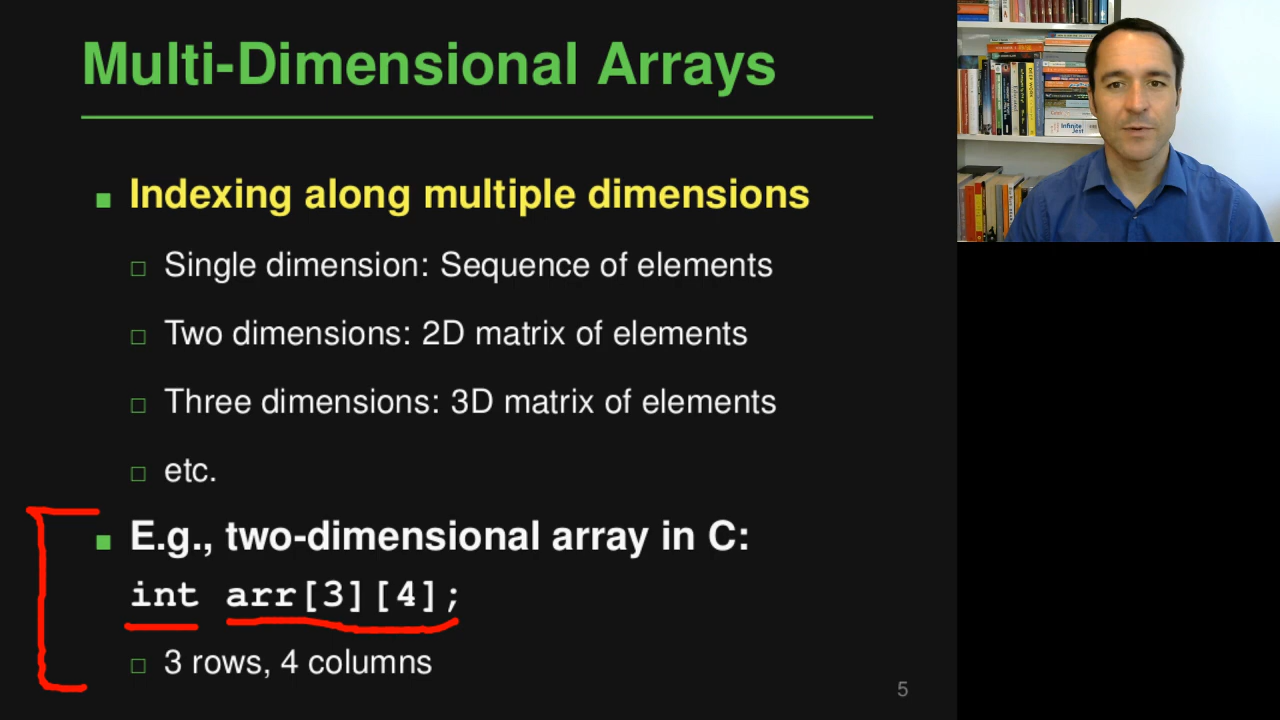 Multi-Dimensional Arrays
Indexing along multiple dimensions
Single dimension: Sequence of elements
Two dimensions: 2D matrix of elements
Three dimensions: 3D matrix of elements
etc.
E.g., two-dimensional array in C:
int arr[3][4];
3 rows, 4 columns
5
Infinite
Jest